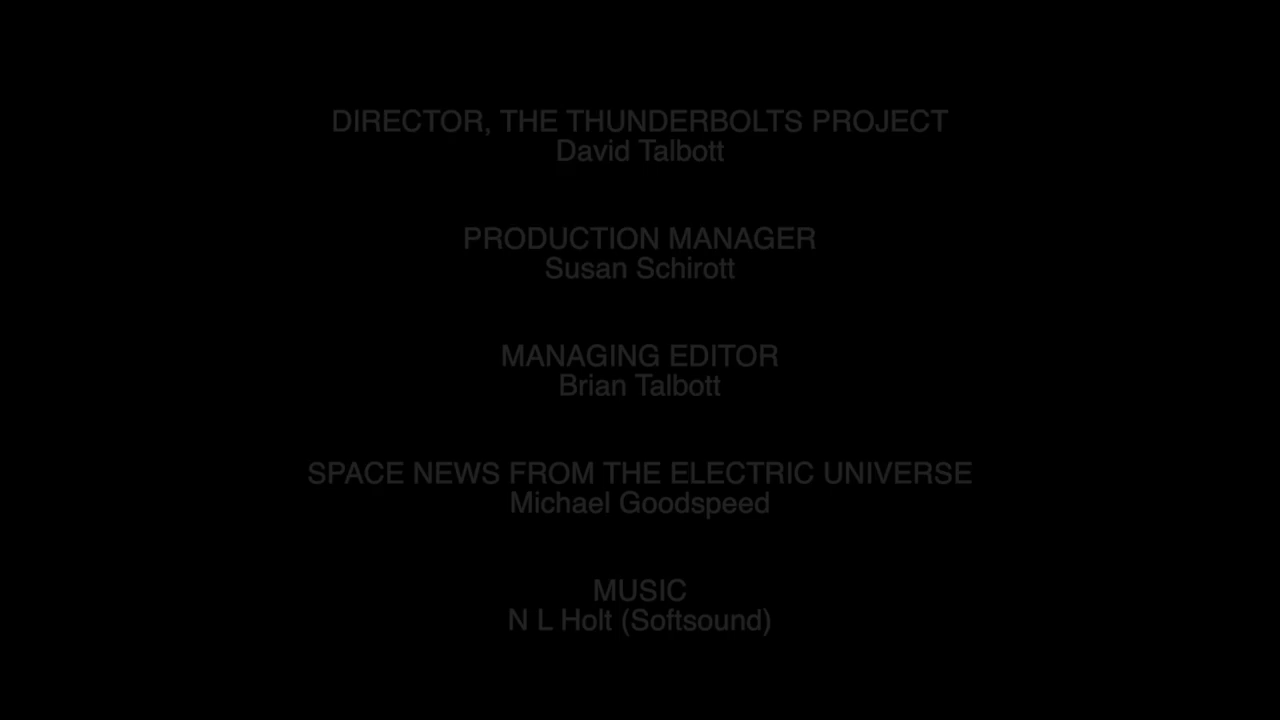 DIRECTOR, THE THUNDERBOLTS PROJECT
David Talbott
PRODUCTION MANAGER
Susan Schirott
MANAGING EDITOR
Brian Talbott
SPACE NEWS FROM THE ELECTRIC UNIVERSE
Michael Goodspeed
MUSIC
N L Holt (Softsound)